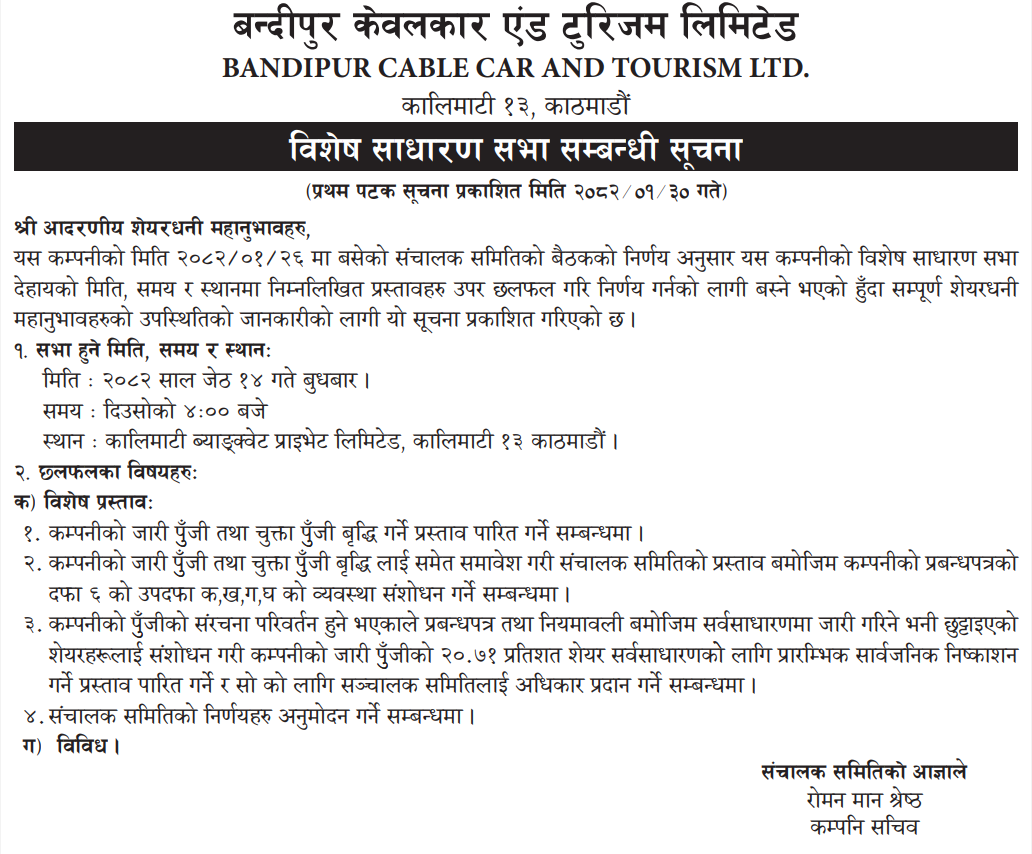 बन्दीपुर केवलकार एंड टुरिजम लिमिटेड
BANDIPUR CABLE CAR AND TOURISM LTD.
कालिमाटी १३, काठमाडौं
विशेष साधारण सभा सम्बन्धी सूचना
(प्रथम पटक सूचना प्रकाशित मिति २०८२/०१/३० गते)
श्री आदरणीय शेयरधनी महानुभावहरु,
यस कम्पनीको मिति २०८२/०१/२६ मा बसेको संचालक समितिको बैठकको निर्णय अनुसार यस कम्पनीको विशेष साधारण सभा
देहायको मिति, समय र स्थानमा निम्नलिखित प्रस्तावहरु उपर छलफल गरि निर्णय गर्नको लागी बस्ने भएको हुँदा सम्पूर्ण शेयरधनी
महानुभावहरुको उपस्थितिको जानकारीको लागी यो सूचना प्रकाशित गरिएको छ।
१. सभा हुने मिति, समय र स्थानः
मिति : २०८२ साल जेठ १४ गते बुधबार।
समय : दिउसोको ४:०० बजे
स्थान : कालिमाटी ब्याङ्क्वेट प्राइभेट लिमिटेड, कालिमाटी १३ काठमाडौं।
२. छलफलका विषयहरुः
क) विशेष प्रस्तावः
१. कम्पनीको जारी पुँजी तथा चुक्ता पुँजी बृद्धि गर्ने प्रस्ताव पारित गर्ने सम्बन्धमा।
२. कम्पनीको जारी पुँजी तथा चुक्ता पुँजी बृद्धि लाई समेत समावेश गरी संचालक समितिको प्रस्ताव बमोजिम कम्पनीको प्रबन्धपत्रको
दफा ६ को उपदफा क,ख,ग,घ को व्यवस्था संशोधन गर्ने सम्बन्धमा।
३. कम्पनीको पुँजीको संरचना परिवर्तन हुने भएकाले प्रबन्धपत्र तथा नियमावली बमोजिम सर्वसाधारणमा जारी गरिने भनी छुट्टाइएको
शेयरहरूलाई संशोधन गरी कम्पनीको जारी पुँजीको २०.७१ प्रतिशत शेयर सर्वसाधारणको लागि प्रारम्भिक सार्वजनिक निष्काशन
गर्ने प्रस्ताव पारित गर्ने र सो को लागि सञ्चालक समितिलाई अधिकार प्रदान गर्ने सम्बन्धमा।
४. संचालक समितिको निर्णयहरु अनुमोदन गर्ने सम्बन्धमा।
ग) विविध।
संचालक समितिको आज्ञाले
रोमन मान श्रेष्ठ
कम्पनि सचिव